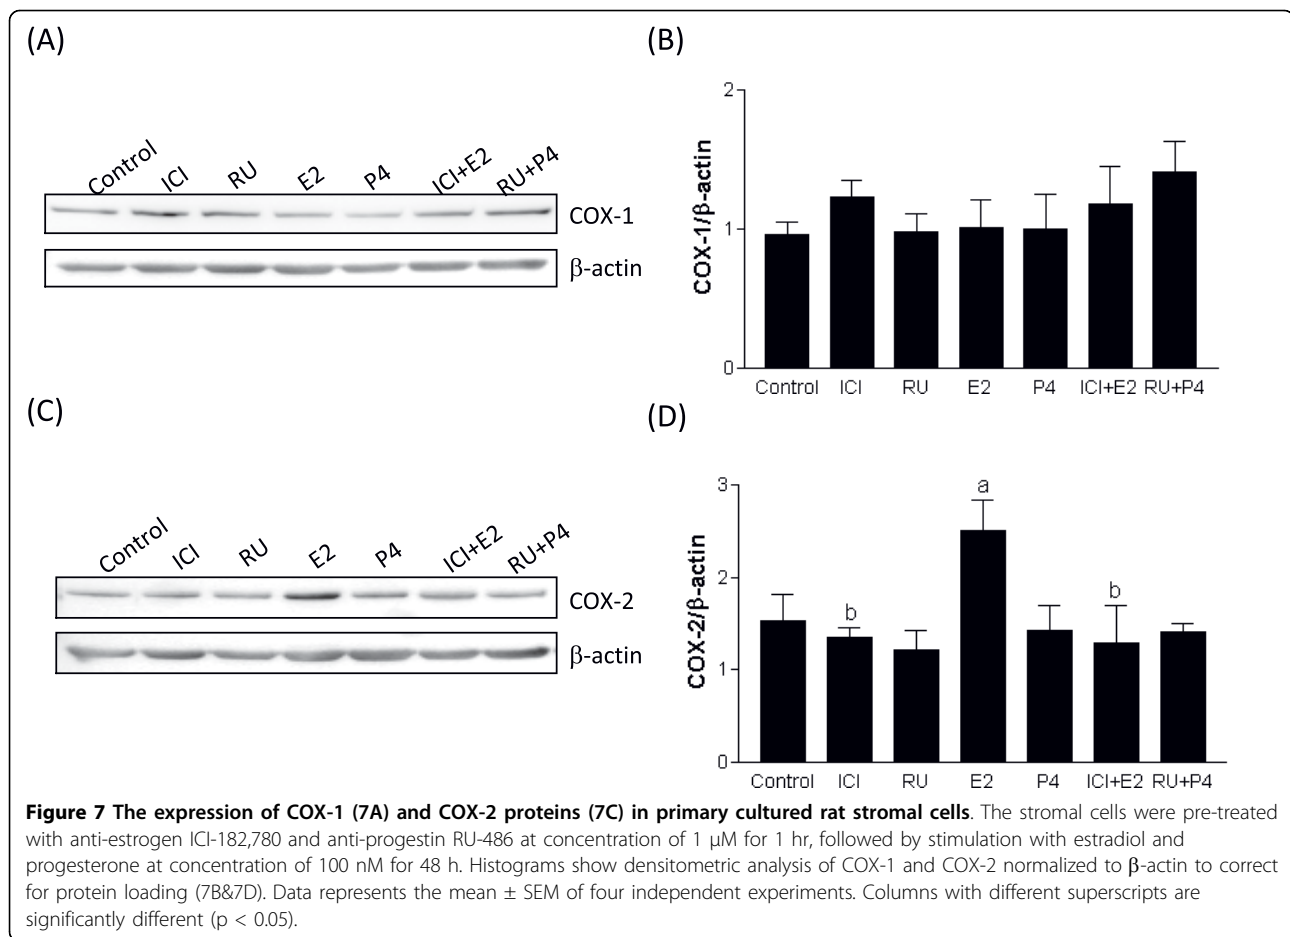 (A)
Control ICI RU E2 P4 ICI+E2 RU+P4
COX-1
β-actin
(B)
2
1
0
COX-1/β-actin
Control ICI RU E2 P4 ICI+E2 RU+P4
(C)
Control ICI RU E2 P4 ICI+E2 RU+P4
COX-2
β-actin
(D)
3
2
1
0
COX-2/β-actin
a
b
b
Control ICI RU E2 P4 ICI+E2 RU+P4
Figure 7 The expression of COX-1 (7A) and COX-2 proteins (7C) in primary cultured rat stromal cells. The stromal cells were pre-treated
with anti-estrogen ICI-182,780 and anti-progestin RU-486 at concentration of 1 μM for 1 hr, followed by stimulation with estradiol and
progesterone at concentration of 100 nM for 48 h. Histograms show densitometric analysis of COX-1 and COX-2 normalized to β-actin to correct
for protein loading (7B&7D). Data represents the mean ± SEM of four independent experiments. Columns with different superscripts are
significantly different (p < 0.05).